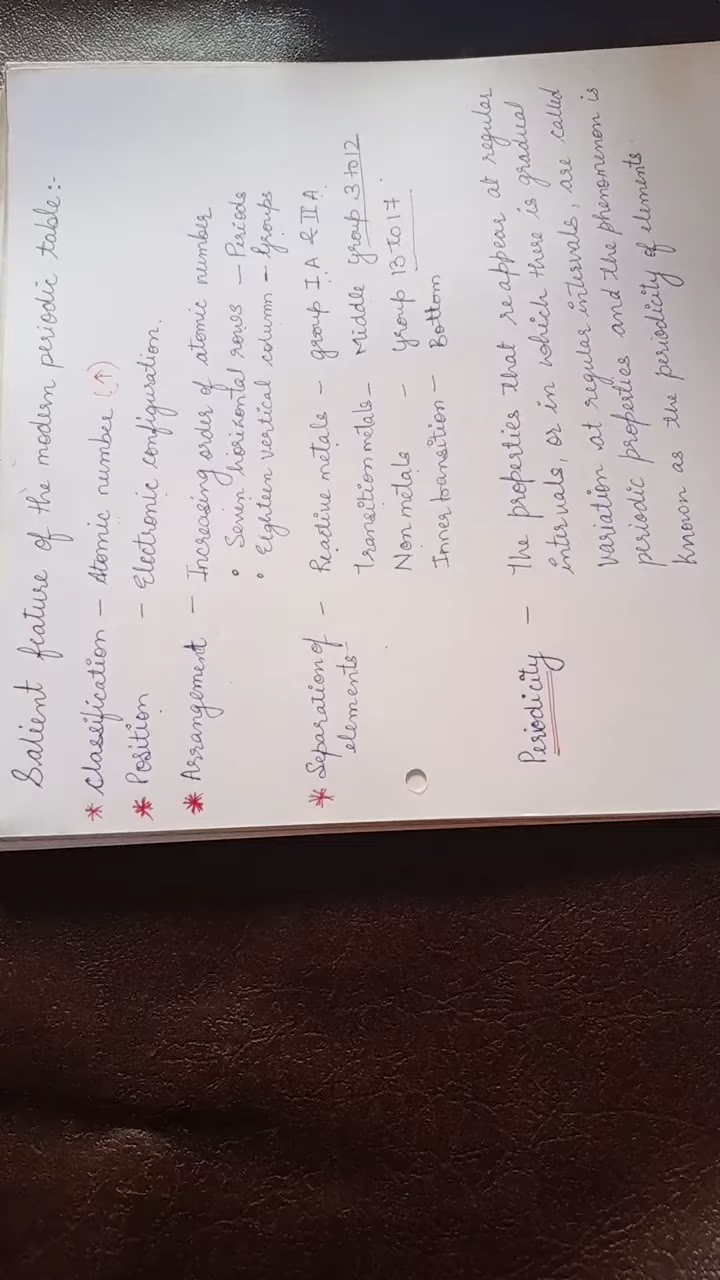 Salient feature of the modern periodic table:-
* Classification - Atomic number (↑)
* Position - Electronic configuration.
* Arrangement - Increasing order of atomic number
• Seven horizontal rows - Periods
• Eighteen vertical column - Groups
* Separation of elements - Reactive metals - group I A & II A
Transition metals - Middle group 3 to 12
Non metals - Group 13 to 17
Inner transition - Bottom
Periodicity - The properties that reappear at regular
intervals, or in which there is gradual
variation at regular intervals, are called
periodic properties and the phenomenon is
known as the periodicity of elements.